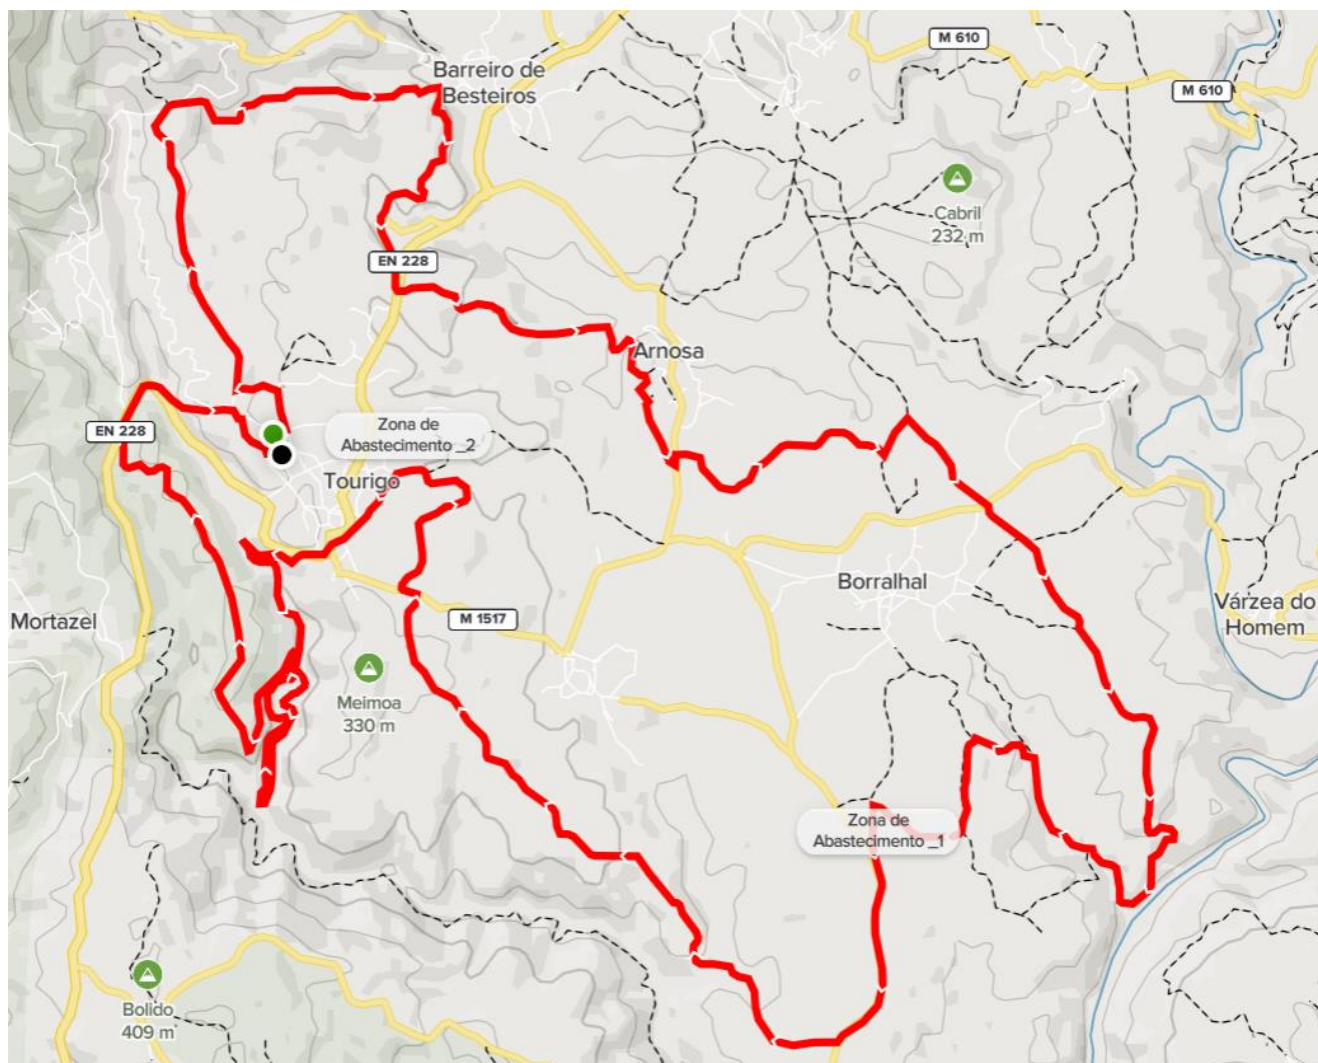 M 610
Barreiro de
Besteiros
M 610
Cabril
232 m
EN 228
Arnosa
Zona de
Abastecimento _2
EN 228
Tourigo
Borralhal
Várzea do
Homem
Mortazel
M 1517
Meimoa
330 m
Zona de
Abastecimento _1
Bolido
409 m